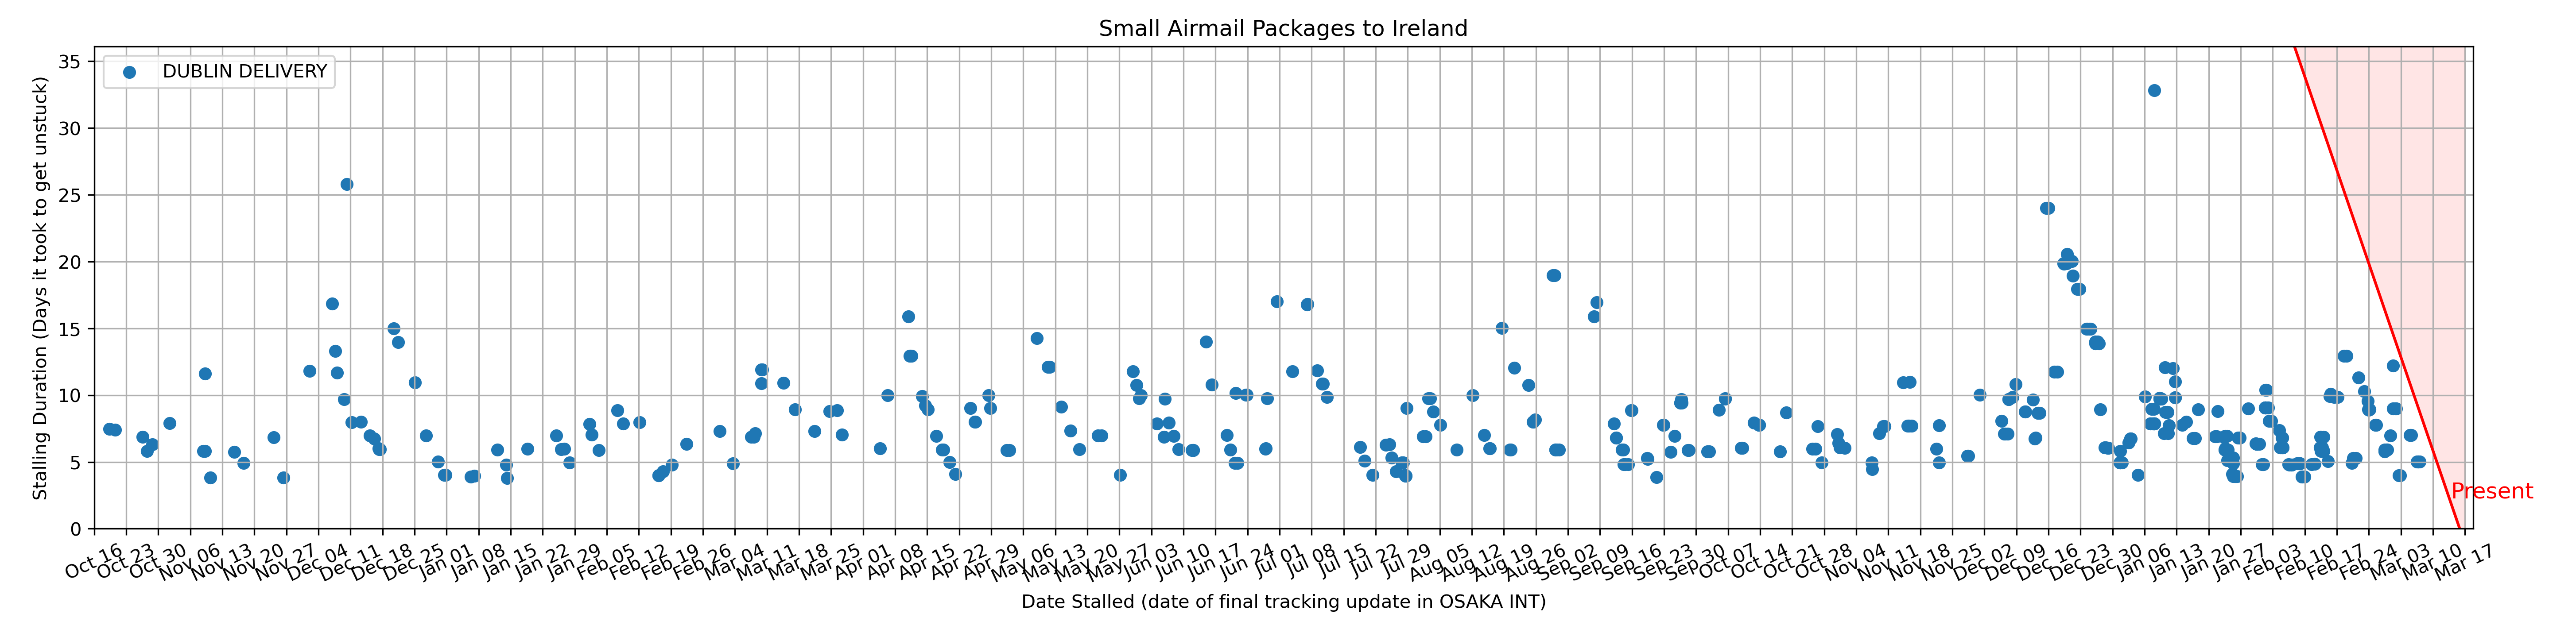 Small Airmail Packages to Ireland
DUBLIN DELIVERY
Stalling Duration (Days it took to get unstuck)
35
30
25
20
15
10
5
0
Present
Oct 16 Oct 23 Oct 30 Nov 06 Nov 13 Nov 20 Nov 27 Dec 04 Dec 11 Dec 18 Dec 25 Jan 01 Jan 08 Jan 15 Jan 22 Jan 29 Feb 05 Feb 12 Feb 19 Feb 26 Mar 04 Mar 11 Mar 18 Mar 25 Apr 01 Apr 08 Apr 15 Apr 22 Apr 29 May 06 May 13 May 20 May 27 Jun 03 Jun 10 Jun 17 Jun 24 Jul 01 Jul 08 Jul 15 Jul 22 Jul 29 Aug 05 Aug 12 Aug 19 Aug 26 Sep 02 Sep 09 Sep 16 Sep 23 Sep 30 Oct 07 Oct 14 Oct 21 Oct 28 Nov 04 Nov 11 Nov 18 Nov 25 Dec 02 Dec 09 Dec 16 Dec 23 Dec 30 Jan 06 Jan 13 Jan 20 Jan 27 Feb 03 Feb 10 Feb 17 Feb 24 Mar 03 Mar 10 Mar 17
Date Stalled (date of final tracking update in OSAKA INT)